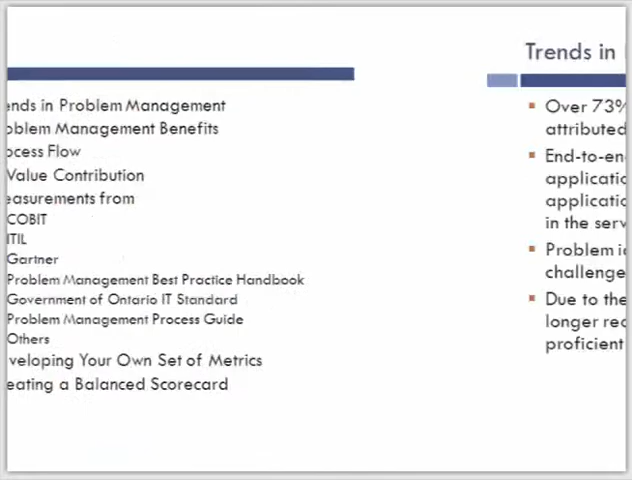 ends in Problem Management
oblem Management Benefits
ocess Flow
Value Contribution
easurements from
COBIT
ITIL
Gartner
Problem Management Best Practice Handbook
Government of Ontario IT Standard
Problem Management Process Guide
Others
veloping Your Own Set of Metrics
eating a Balanced Scorecard
Trends in
Over 73%
attributed
End-to-en
applicatio
applicatio
in the serv
Problem i
challenge
Due to the
longer rec
proficient